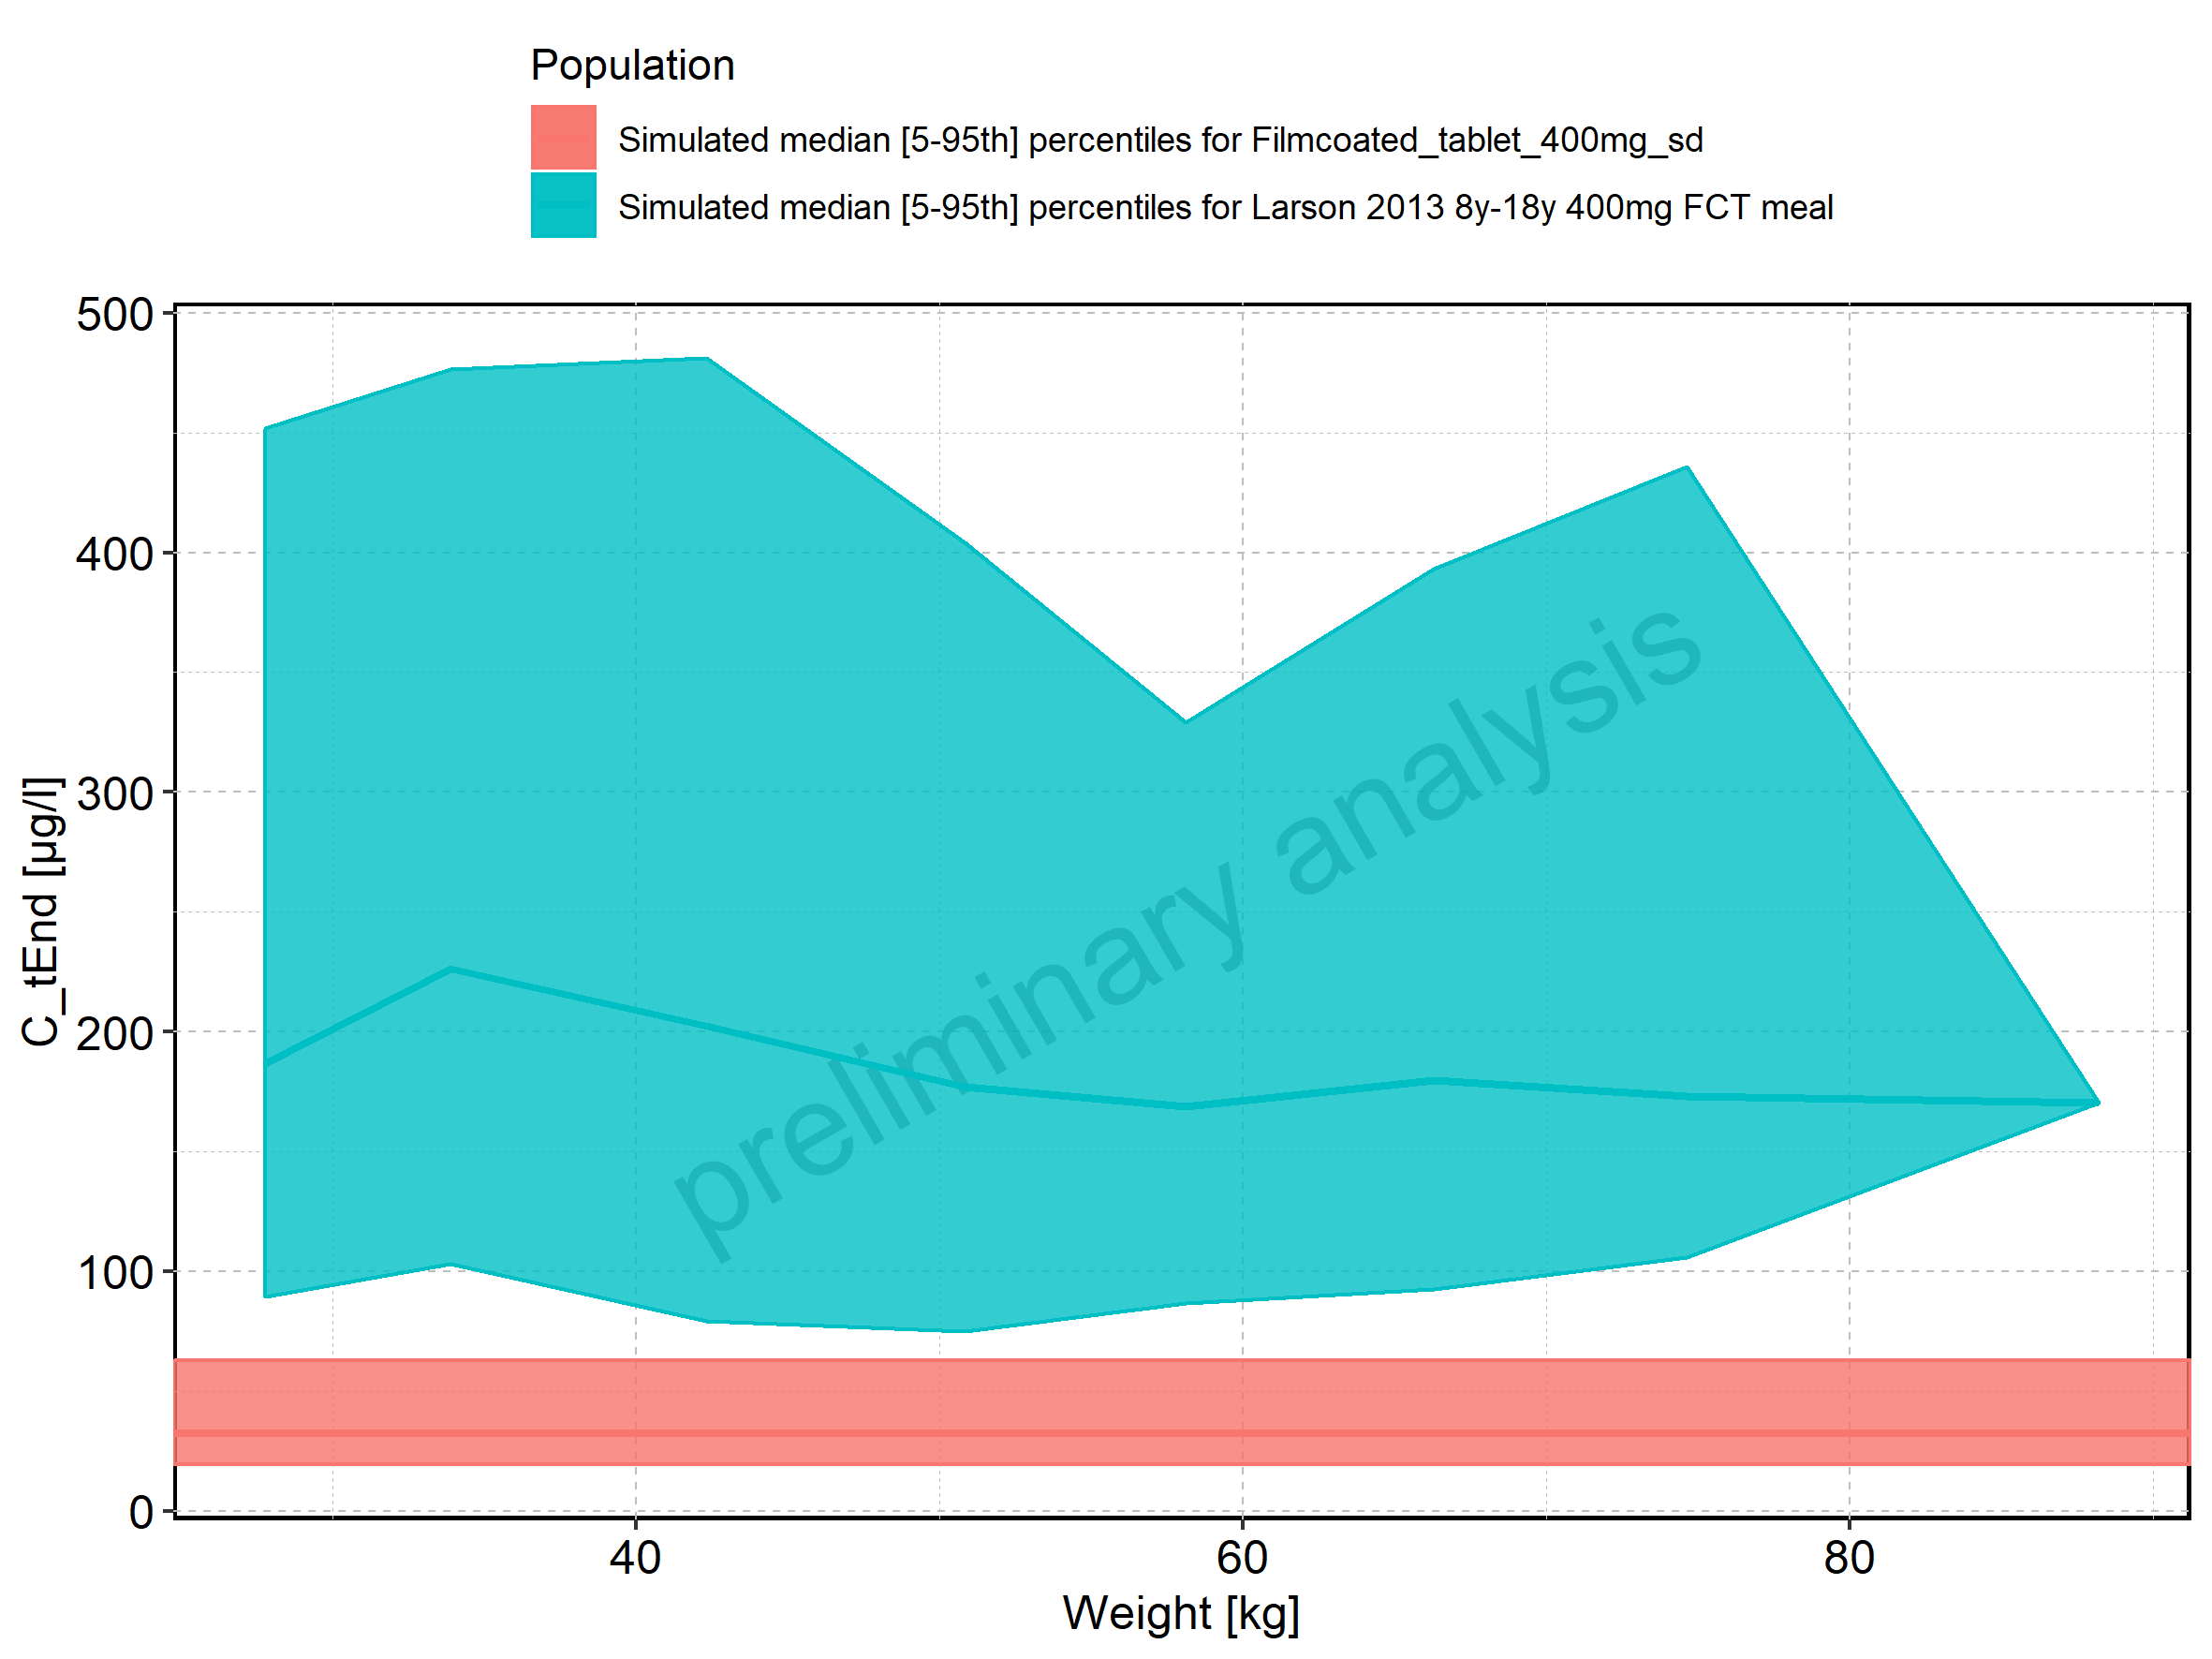 Population
Simulated median [5-95th] percentiles for Filmcoated_tablet_400mg_sd
Simulated median [5-95th] percentiles for Larson 2013 8y-18y 400mg FCT meal
500
400
300
200
100
0
C_tEnd [µg/l]
preliminary analysis
40 60 80
Weight [kg]